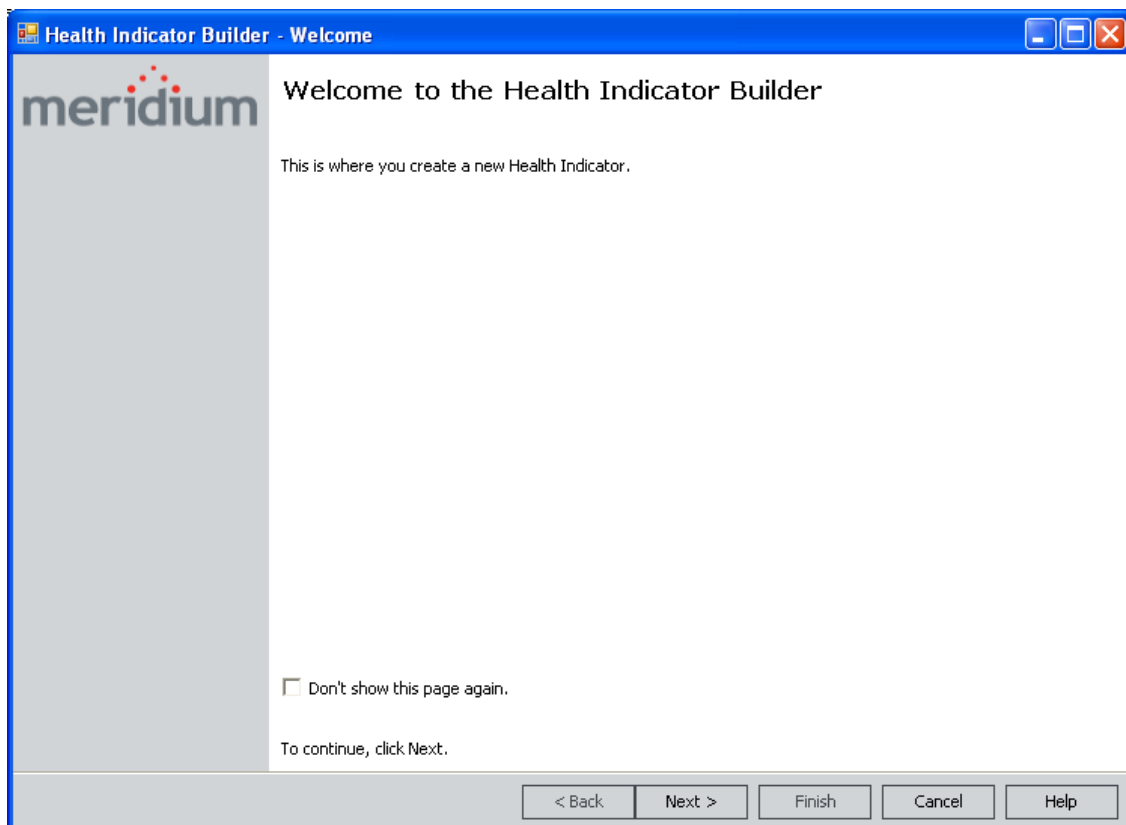 Health Indicator Builder - Welcome
meridium
Welcome to the Health Indicator Builder
This is where you create a new Health Indicator.
Don't show this page again.
To continue, click Next.
< Back Next > Finish Cancel Help